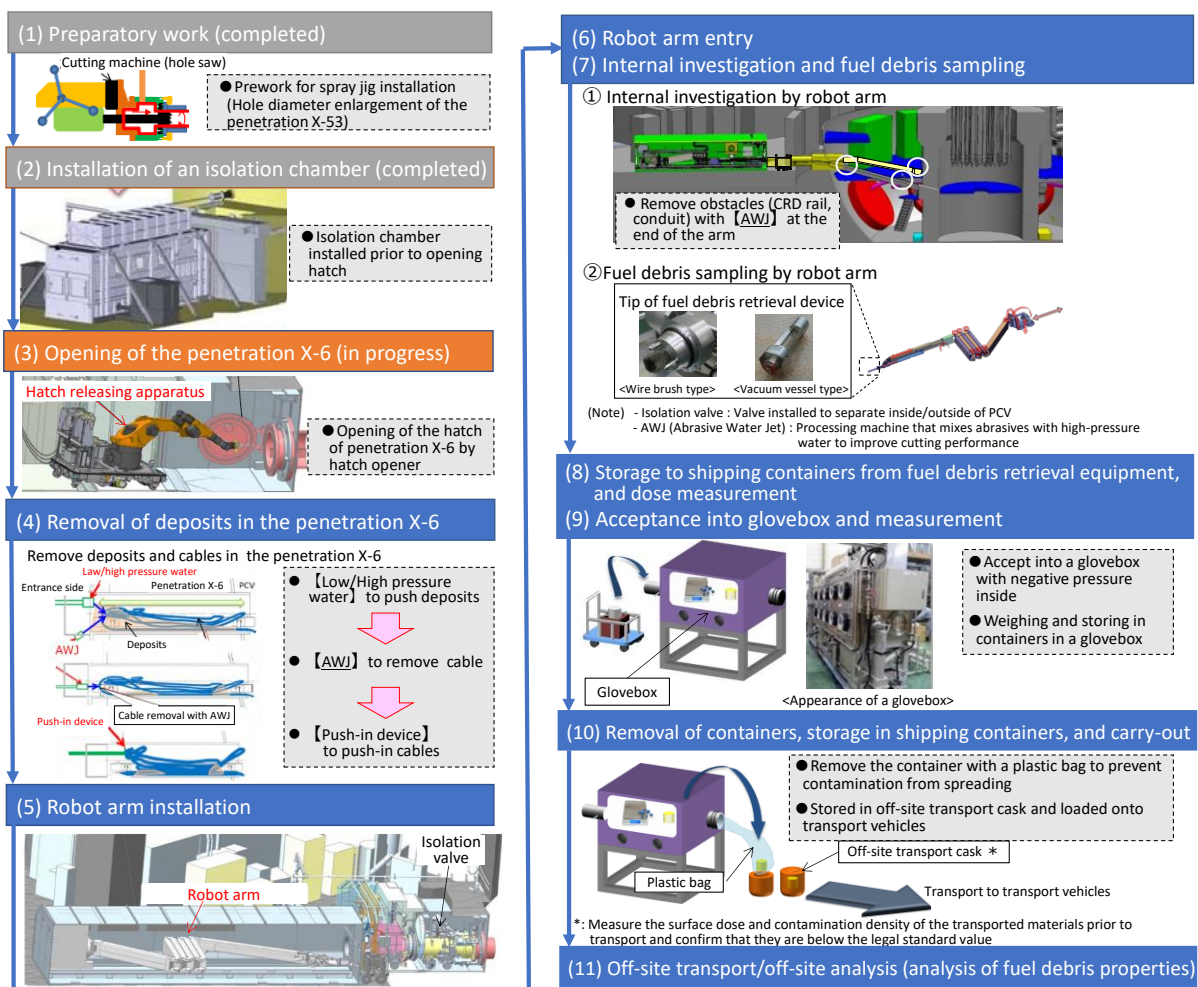 (1) Preparatory work (completed)
Cutting machine (hole saw)
● Prework for spray jig installation
(Hole diameter enlargement of the
penetration X-53)
(2) Installation of an isolation chamber (completed)
● Isolation chamber
installed prior to opening
hatch
(3) Opening of the penetration X-6 (in progress)
Hatch releasing apparatus
● Opening of the hatch
of penetration X-6 by
hatch opener
(4) Removal of deposits in the penetration X-6
Remove deposits and cables in the penetration X-6
Law/high pressure water
Entrance side
Penetration X-6
PCV
Deposits
AWJ
Cable removal with AWJ
Push-in device
● 【Low/High pressure
water】 to push deposits
● 【AWJ】 to remove cable
● 【Push-in device】
to push-in cables
(5) Robot arm installation
Isolation
valve
Robot arm
(6) Robot arm entry
(7) Internal investigation and fuel debris sampling
① Internal investigation by robot arm
● Remove obstacles (CRD rail,
conduit) with 【AWJ】 at the
end of the arm
②Fuel debris sampling by robot arm
Tip of fuel debris retrieval device
<Wire brush type>
<Vacuum vessel type>
(Note) - Isolation valve : Valve installed to separate inside/outside of PCV
- AWJ (Abrasive Water Jet) : Processing machine that mixes abrasives with high-pressure
water to improve cutting performance
(8) Storage to shipping containers from fuel debris retrieval equipment,
and dose measurement
(9) Acceptance into glovebox and measurement
● Accept into a glovebox
with negative pressure
inside
● Weighing and storing in
containers in a glovebox
Glovebox
<Appearance of a glovebox>
(10) Removal of containers, storage in shipping containers, and carry-out
● Remove the container with a plastic bag to prevent
contamination from spreading
● Stored in off-site transport cask and loaded onto
transport vehicles
Off-site transport cask ＊
Plastic bag
Transport to transport vehicles
*: Measure the surface dose and contamination density of the transported materials prior to
transport and confirm that they are below the legal standard value
(11) Off-site transport/off-site analysis (analysis of fuel debris properties)